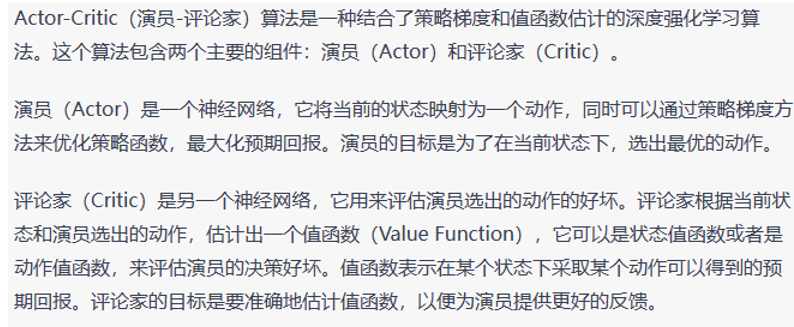 Actor-Critic（演员-评论家）算法是一种结合了策略梯度和值函数估计的深度强化学习算
法。这个算法包含两个主要的组件：演员（Actor）和评论家（Critic）。
演员（Actor）是一个神经网络，它将当前的状态映射为一个动作，同时可以通过策略梯度方
法来优化策略函数，最大化预期回报。演员的目标是为了在当前状态下，选出最优的动作。
评论家（Critic）是另一个神经网络，它用来评估演员选出的动作的好坏。评论家根据当前状
态和演员选出的动作，估计出一个值函数（Value Function），它可以是状态值函数或者是
动作值函数，来评估演员的决策好坏。值函数表示在某个状态下采取某个动作可以得到的预
期回报。评论家的目标是要准确地估计值函数，以便为演员提供更好的反馈。